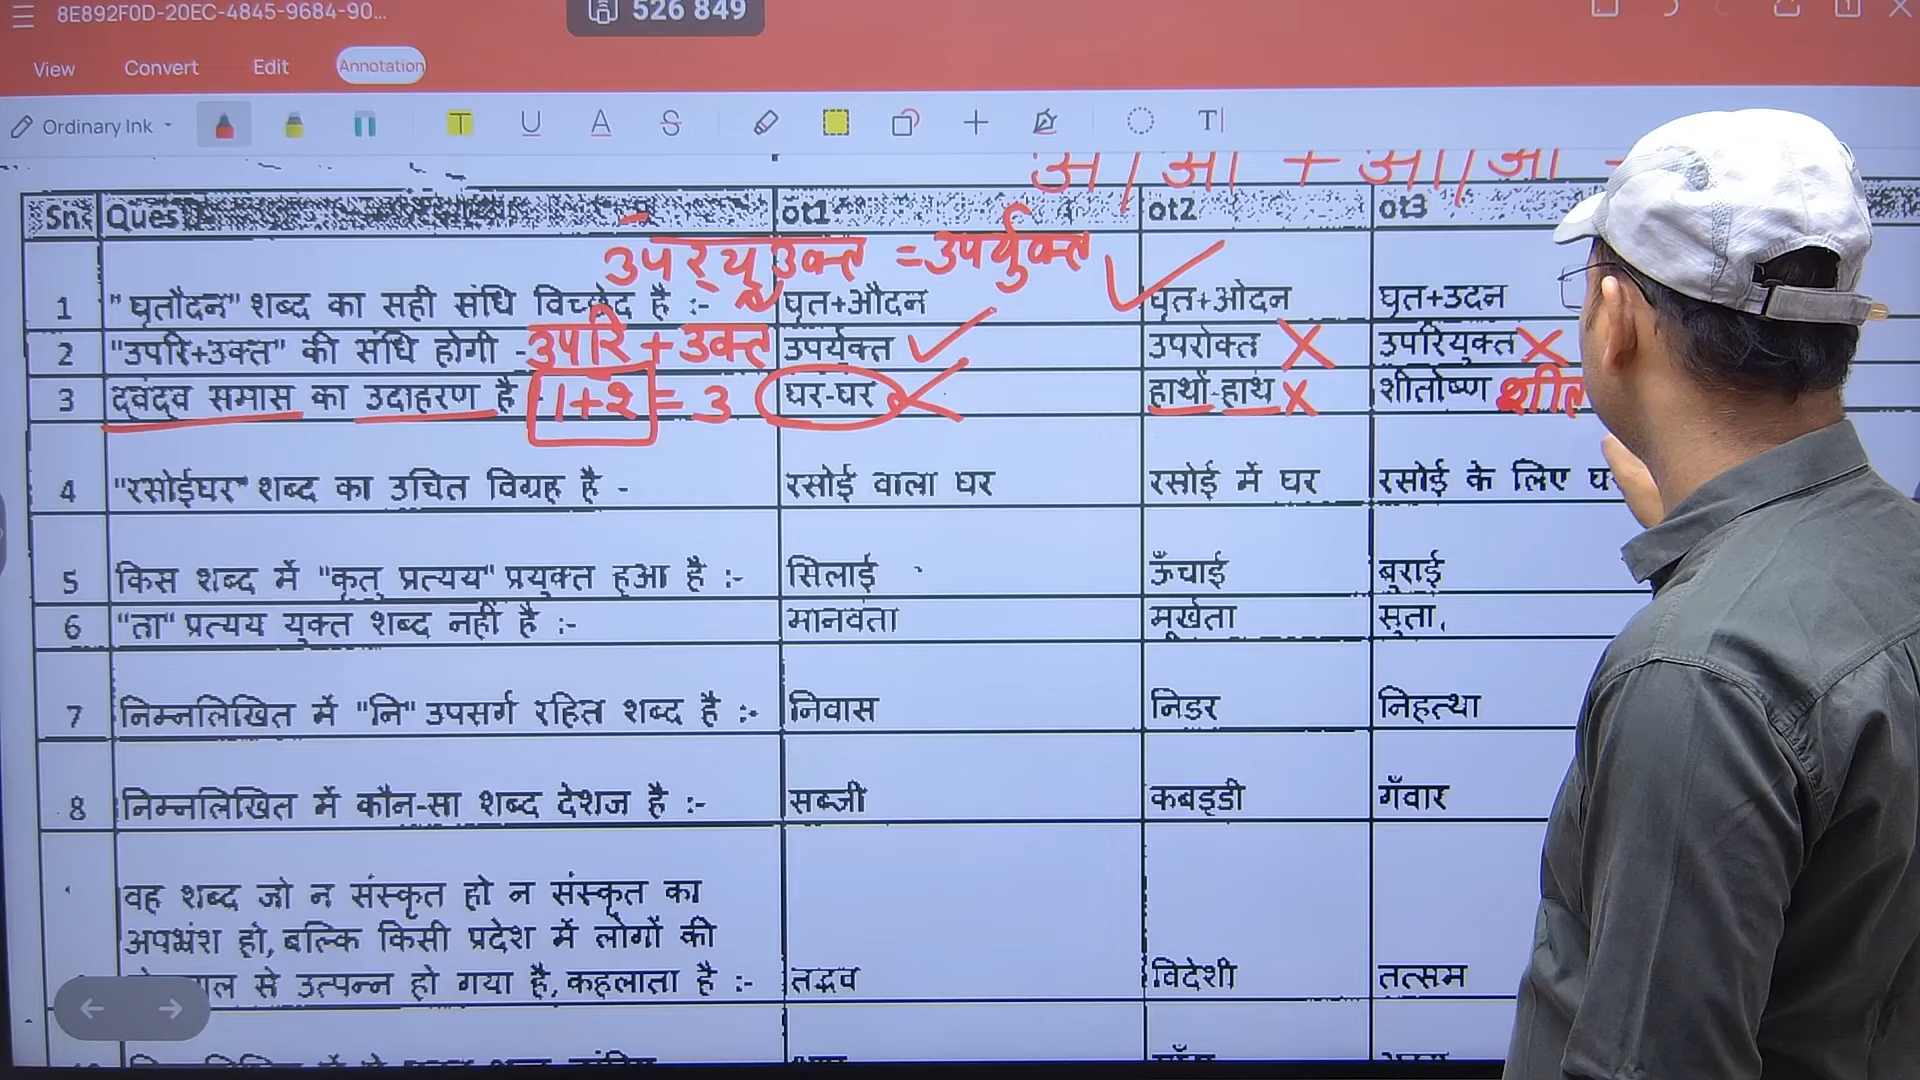 8E892F0D-20EC-4845-9684-90...
526 849
View Convert Edit Annotation
Ordinary Ink
अ / आ + आ / आ
Sn. Ques ot1 ot2 ot3
उपर्य् उक्त = उपर्युक्त
1 "घृतौदन" शब्द का सही संधि विच्छेद है :- घृत+औदन घृत+ओदन घृत+उदन
2 "उपरि+उक्त" की संधि होगी - उपरि + उक्त उपर्युक्त उपरोक्त उपरियुक्त
3 द्वंद्व समास का उदाहरण है 1+२ = 3 घर-घर हाथों-हाथ शीतोष्ण
4 "रसोईघर" शब्द का उचित विग्रह है - रसोई वाला घर रसोई में घर रसोई के लिए
5 किस शब्द में "कृत् प्रत्यय" प्रयुक्त हुआ है :- सिलाई ऊँचाई बुराई
6 "ता" प्रत्यय युक्त शब्द नहीं है :- मानवता मूर्खता सुता
7 निम्नलिखित में "नि" उपसर्ग रहित शब्द है :- निवास निडर निहत्था
8 निम्नलिखित में कौन-सा शब्द देशज है :- सब्जी कबड्डी गँवार
वह शब्द जो न संस्कृत हो न संस्कृत का
अपभ्रंश हो, बल्कि किसी प्रदेश में लोगों की
से उत्पन्न हो गया है, कहलाता है :- तद्भव विदेशी तत्सम